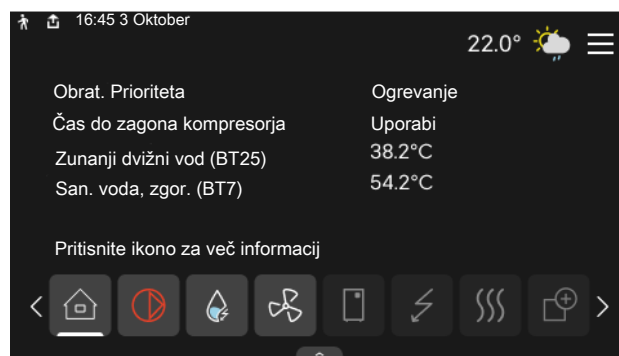 16:45 3 Oktober
22.0°
Obrat. Prioriteta Ogrevanje
Čas do zagona kompresorja Uporabi
Zunanji dvižni vod (BT25) 38.2°C
San. voda, zgor. (BT7) 54.2°C
Pritisnite ikono za več informacij